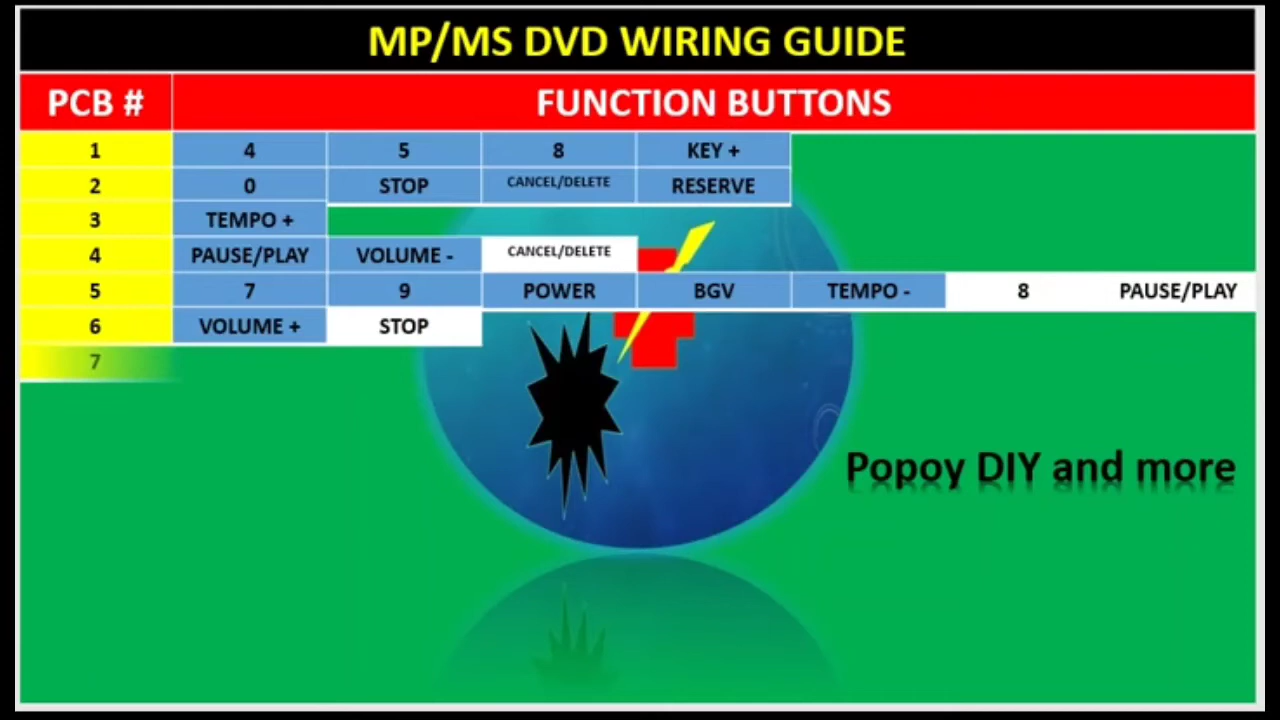 MP/MS DVD WIRING GUIDE
PCB # FUNCTION BUTTONS
1 4 5 8 KEY +
2 0 STOP CANCEL/DELETE RESERVE
3 TEMPO +
4 PAUSE/PLAY VOLUME - CANCEL/DELETE
5 7 9 POWER BGV TEMPO - 8 PAUSE/PLAY
6 VOLUME + STOP
7
Popoy DIY and more